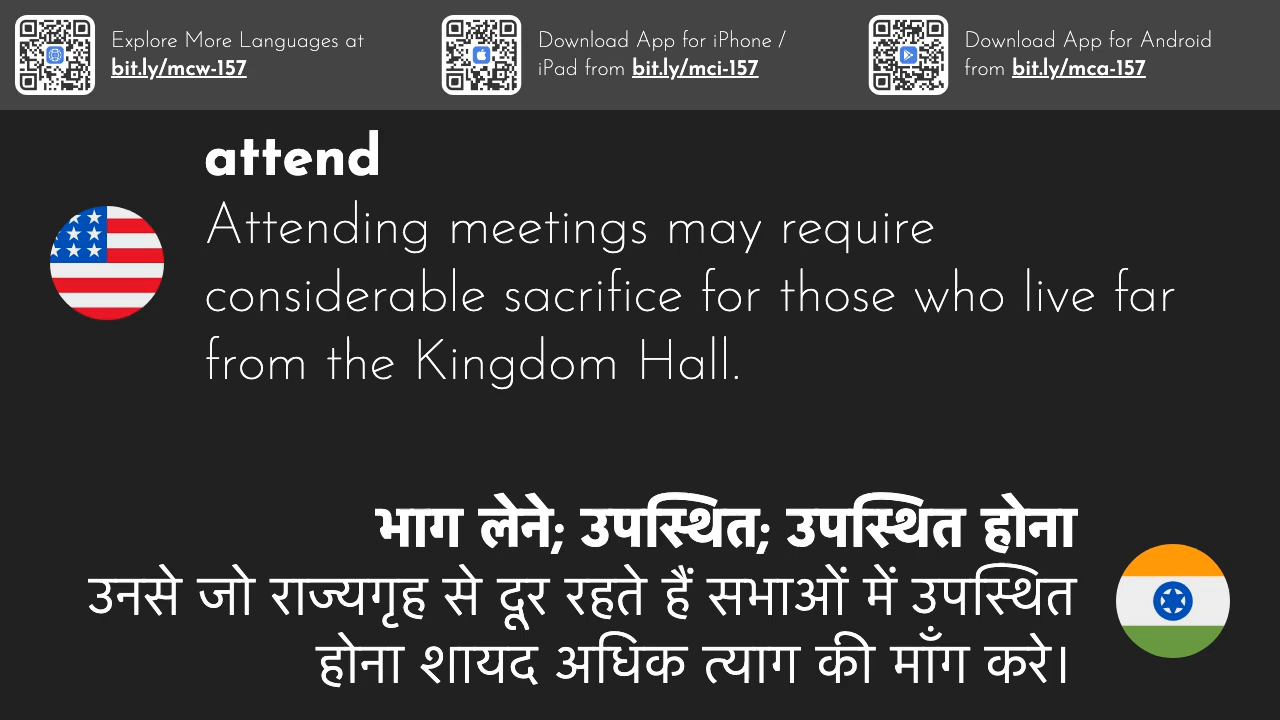 Explore More Languages at
bit.ly/mcw-157
Download App for iPhone /
iPad from bit.ly/mci-157
Download App for Android
from bit.ly/mca-157
attend
Attending meetings may require
considerable sacrifice for those who live far
from the Kingdom Hall.
भाग लेने; उपस्थित; उपस्थित होना
उनसे जो राज्यगृह से दूर रहते हैं सभाओं में उपस्थित
होना शायद अधिक त्याग की माँग करे।